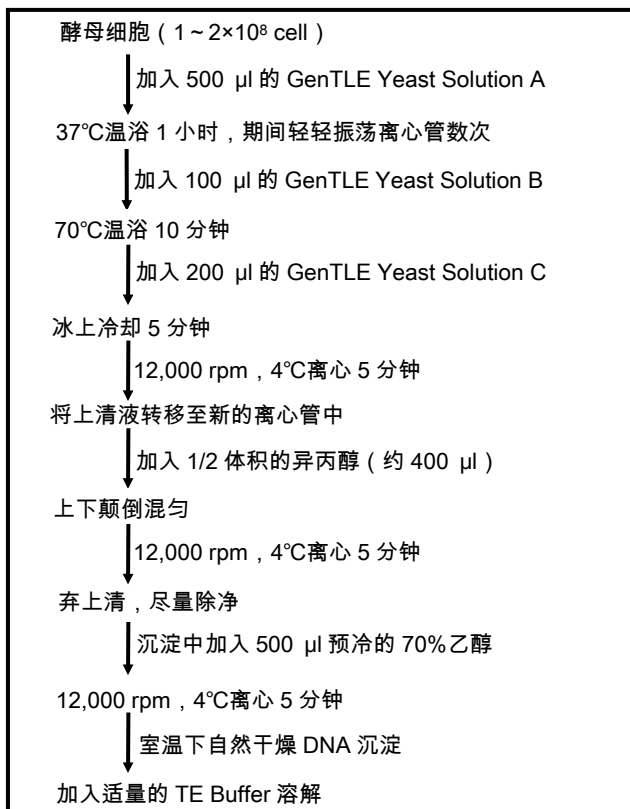 酵母细胞（1～2×10⁸ cell）
加入 500 μl 的 GenTLE Yeast Solution A
37℃温浴 1 小时，期间轻轻振荡离心管数次
加入 100 μl 的 GenTLE Yeast Solution B
70℃温浴 10 分钟
加入 200 μl 的 GenTLE Yeast Solution C
冰上冷却 5 分钟
12,000 rpm，4℃离心 5 分钟
将上清液转移至新的离心管中
加入 1/2 体积的异丙醇（约 400 μl）
上下颠倒混匀
12,000 rpm，4℃离心 5 分钟
弃上清，尽量除净
沉淀中加入 500 μl 预冷的 70%乙醇
12,000 rpm，4℃离心 5 分钟
室温下自然干燥 DNA 沉淀
加入适量的 TE Buffer 溶解